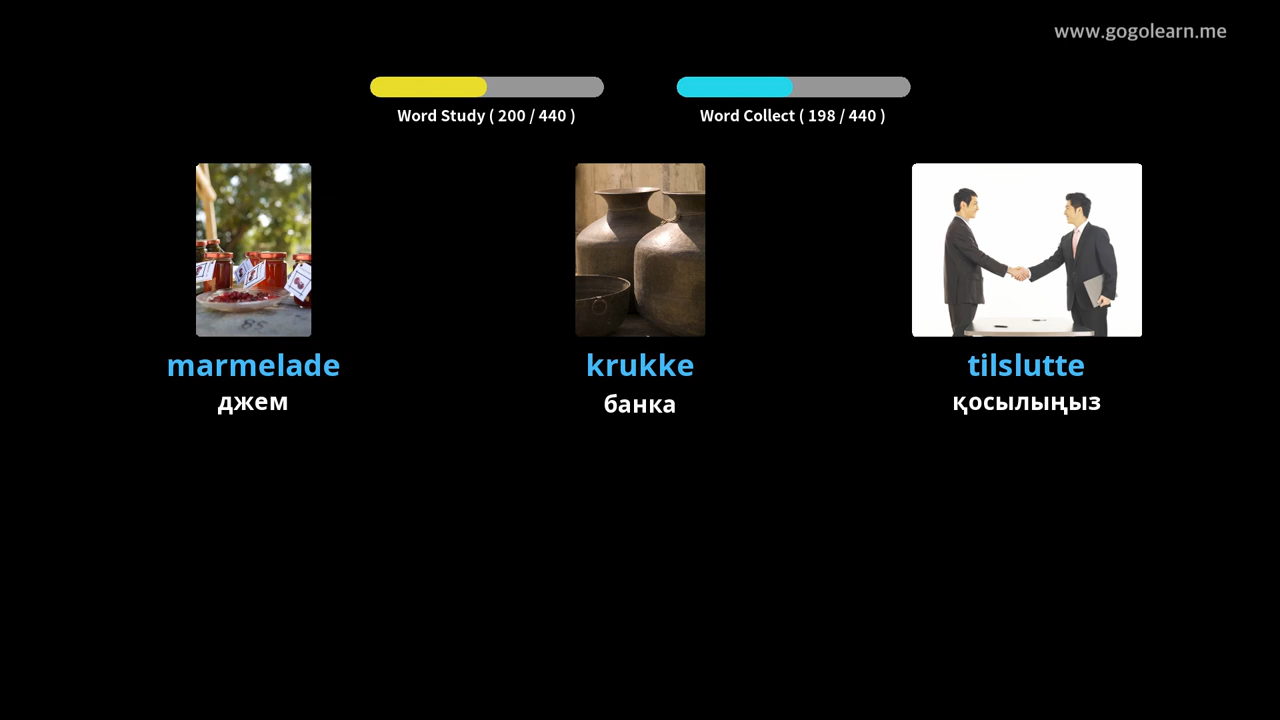 www.gogolearn.me
Word Study ( 200 / 440 )
Word Collect ( 198 / 440 )
marmelade
джем
krukke
банка
tilslutte
қосылыңыз